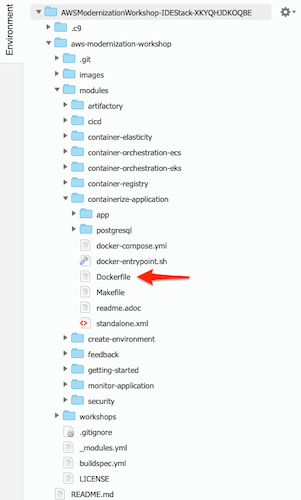 Environment
AWSModernizationWorkshop-IDEStack-XKYQHJDKOQBE
.c9
aws-modernization-workshop
.git
images
modules
artifactory
cicd
container-elasticity
container-orchestration-ecs
container-orchestration-eks
container-registry
containerize-application
app
postgresql
docker-compose.yml
docker-entrypoint.sh
Dockerfile
Makefile
readme.adoc
standalone.xml
create-environment
feedback
getting-started
monitor-application
security
workshops
.gitignore
_modules.yml
buildspec.yml
LICENSE
README.md